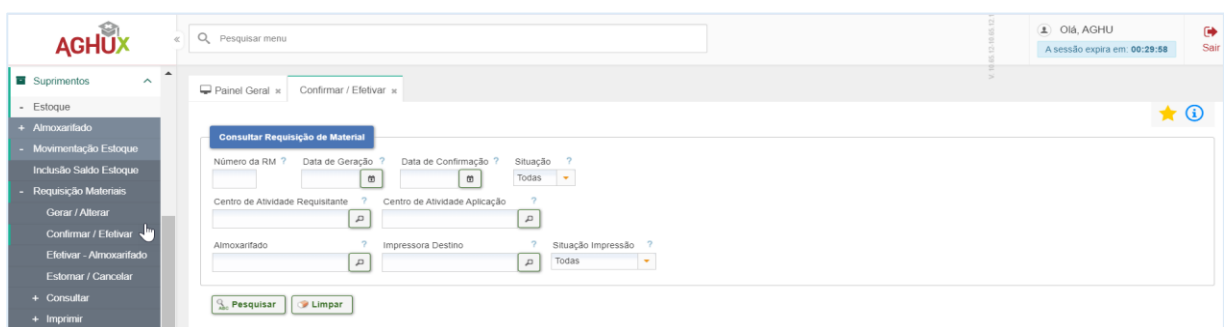 AGHUX
«
Pesquisar menu
Olá, AGHU
A sessão expira em: 00:29:58
Sair
Suprimentos
- Estoque
+ Almoxarifado
- Movimentação Estoque
Inclusão Saldo Estoque
- Requisição Materiais
Gerar / Alterar
Confirmar / Efetivar
Efetivar - Almoxarifado
Estornar / Cancelar
+ Consultar
+ Imprimir
Painel Geral × Confirmar / Efetivar ×
Consultar Requisição de Material
Número da RM ? Data de Geração ? Data de Confirmação ? Situação ?
Todas
Centro de Atividade Requisitante ? Centro de Atividade Aplicação ?
Almoxarifado ? Impressora Destino ? Situação Impressão ?
Todas
Pesquisar Limpar